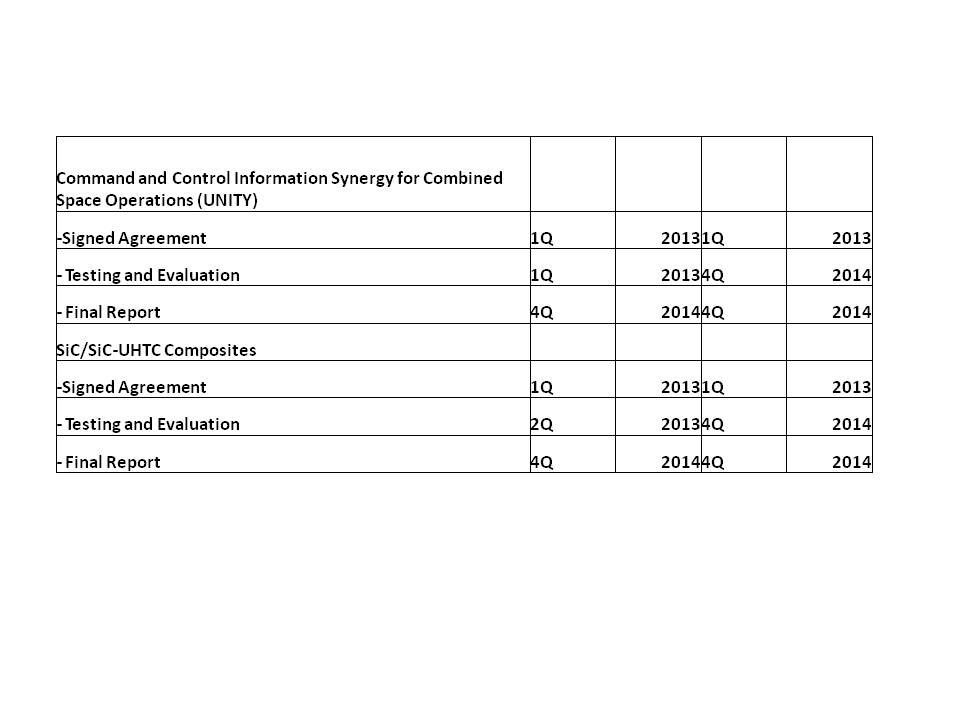 Command and Control Information Synergy for Combined
Space Operations (UNITY)
-Signed Agreement 1Q 2013 1Q 2013
- Testing and Evaluation 1Q 2013 4Q 2014
- Final Report 4Q 2014 4Q 2014
SiC/SiC-UHTC Composites
-Signed Agreement 1Q 2013 1Q 2013
- Testing and Evaluation 2Q 2013 4Q 2014
- Final Report 4Q 2014 4Q 2014